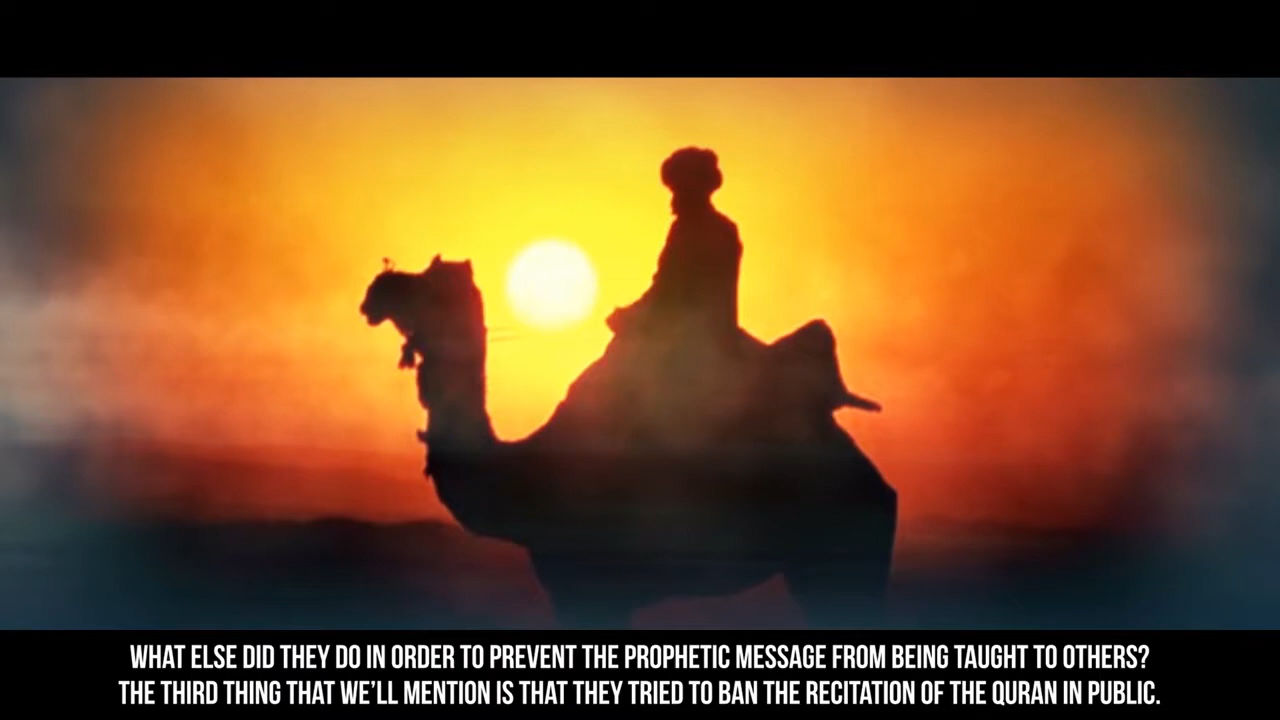 WHAT ELSE DID THEY DO IN ORDER TO PREVENT THE PROPHETIC MESSAGE FROM BEING TAUGHT TO OTHERS?
THE THIRD THING THAT WE'LL MENTION IS THAT THEY TRIED TO BAN THE RECITATION OF THE QURAN IN PUBLIC.